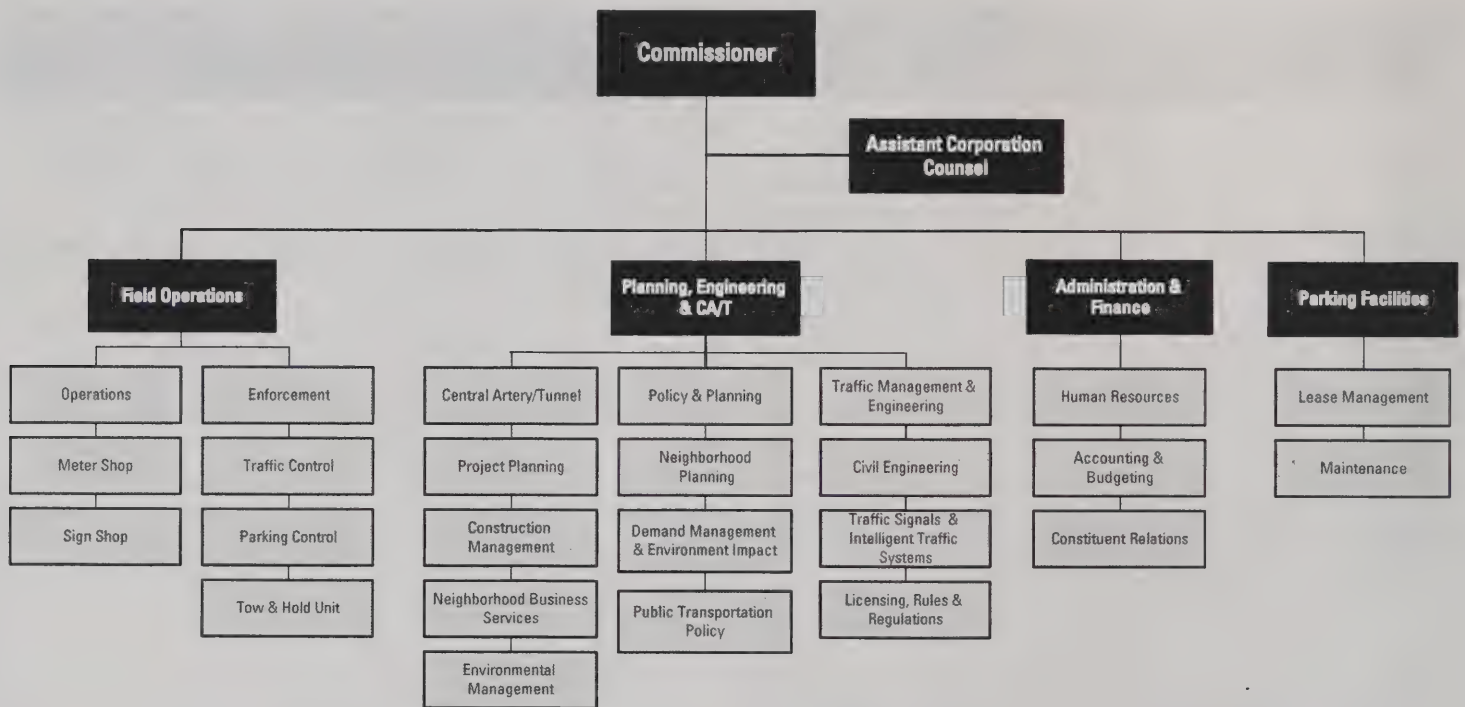 Commissioner
Assistant Corporation
Counsel
Field Operations
Planning, Engineering
& CA/T
Administration &
Finance
Parking Facilities
Operations
Meter Shop
Sign Shop
Enforcement
Traffic Control
Parking Control
Tow & Hold Unit
Central Artery/Tunnel
Project Planning
Construction
Management
Neighborhood Business
Services
Environmental
Management
Policy & Planning
Neighborhood
Planning
Demand Management
& Environment Impact
Public Transportation
Policy
Traffic Management &
Engineering
Civil Engineering
Traffic Signals &
Intelligent Traffic
Systems
Licensing, Rules &
Regulations
Human Resources
Accounting &
Budgeting
Constituent Relations
Lease Management
Maintenance